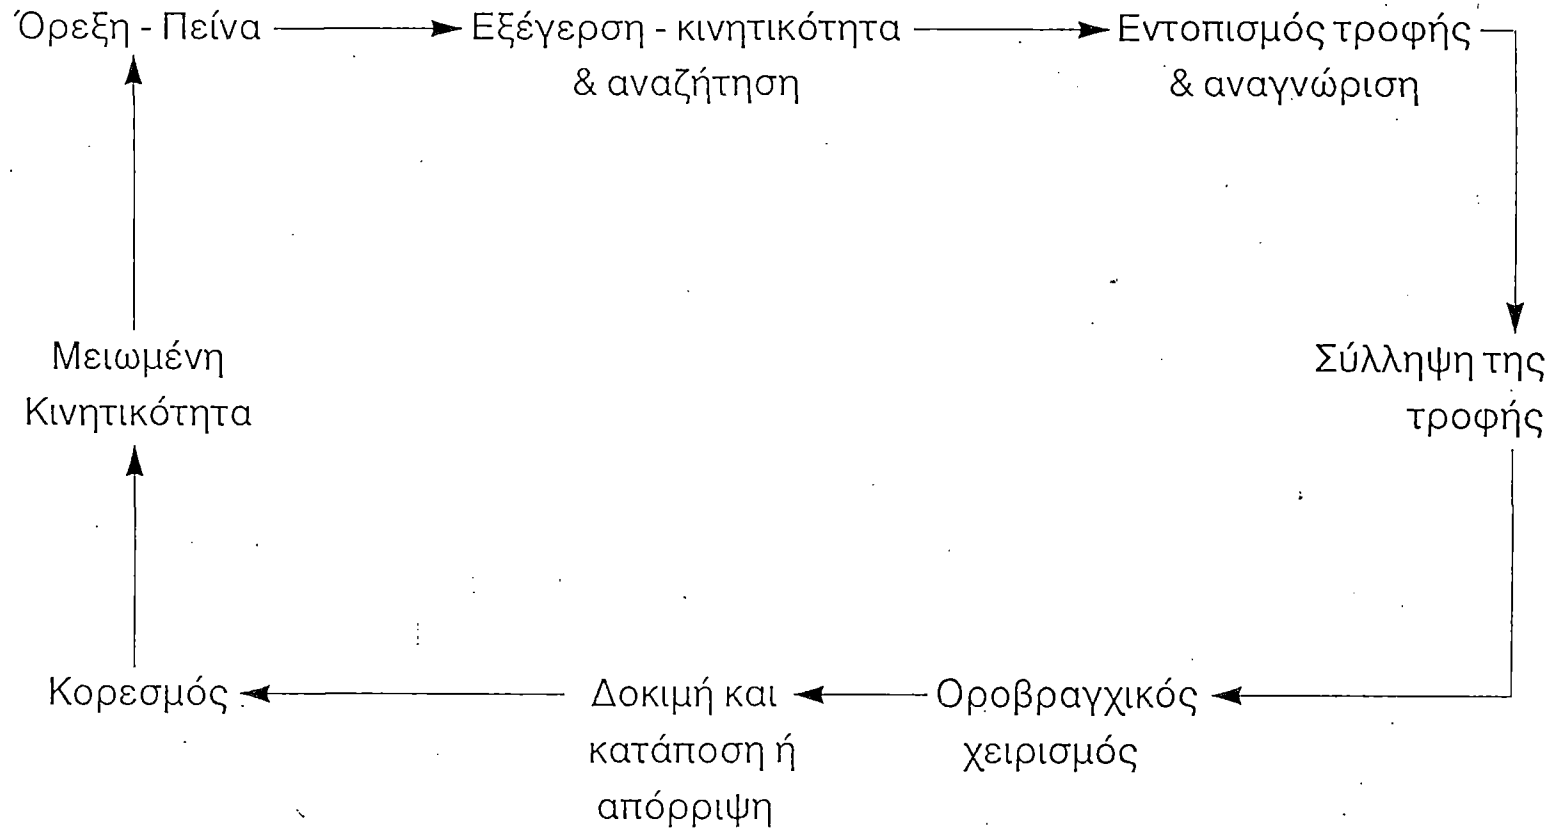 Όρεξη - Πείνα
Εξέγερση - κινητικότητα
& αναζήτηση
Εντοπισμός τροφής
& αναγνώριση
Σύλληψη της
τροφής
Οροβραγχικός
χειρισμός
Δοκιμή και
κατάποση ή
απόρριψη
Κορεσμός
Μειωμένη
Κινητικότητα